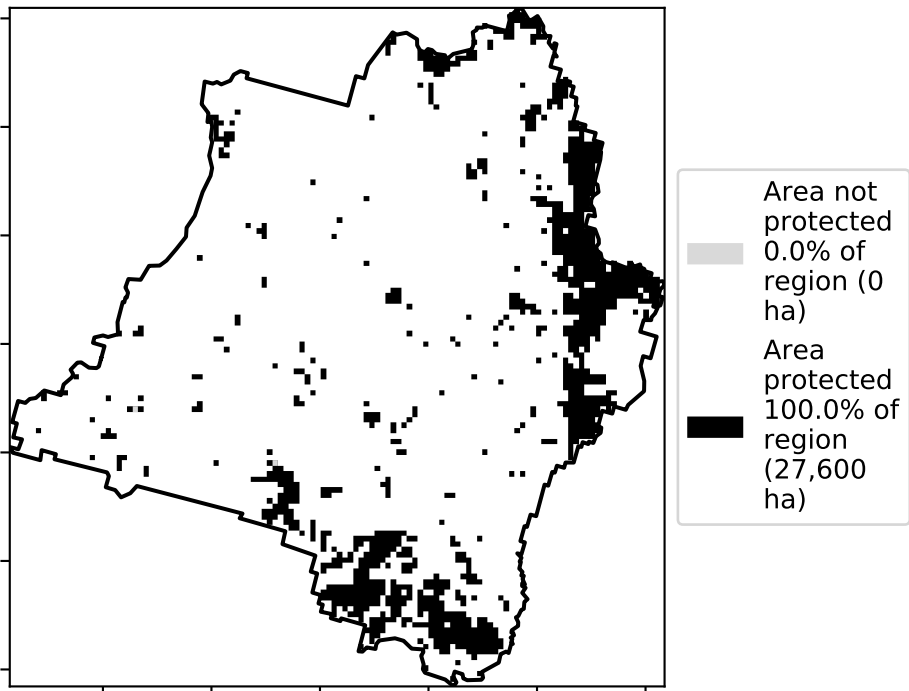 Area not
protected
0.0% of
region (0
ha)
Area
protected
100.0% of
region
(27,600
ha)